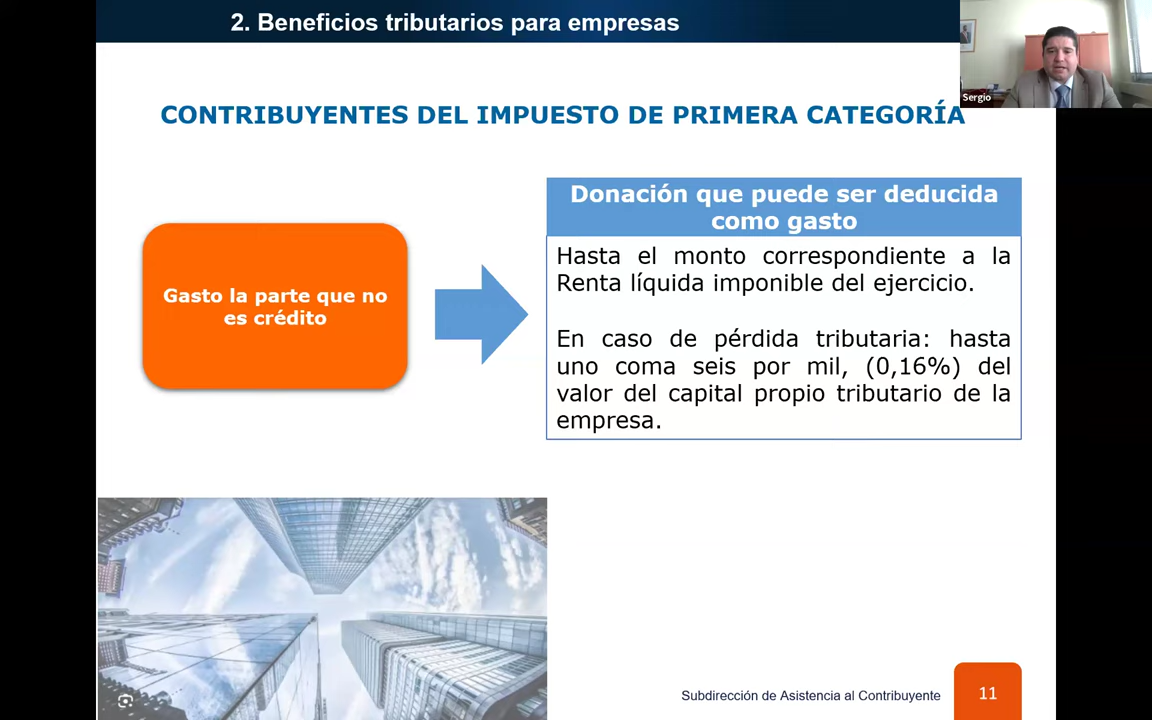 2. Beneficios tributarios para empresas
Sergio
CONTRIBUYENTES DEL IMPUESTO DE PRIMERA CATEGORÍA
Gasto la parte que no
es crédito
Donación que puede ser deducida
como gasto
Hasta el monto correspondiente a la
Renta líquida imponible del ejercicio.
En caso de pérdida tributaria: hasta
uno coma seis por mil, (0,16%) del
valor del capital propio tributario de la
empresa.
Subdirección de Asistencia al Contribuyente
11